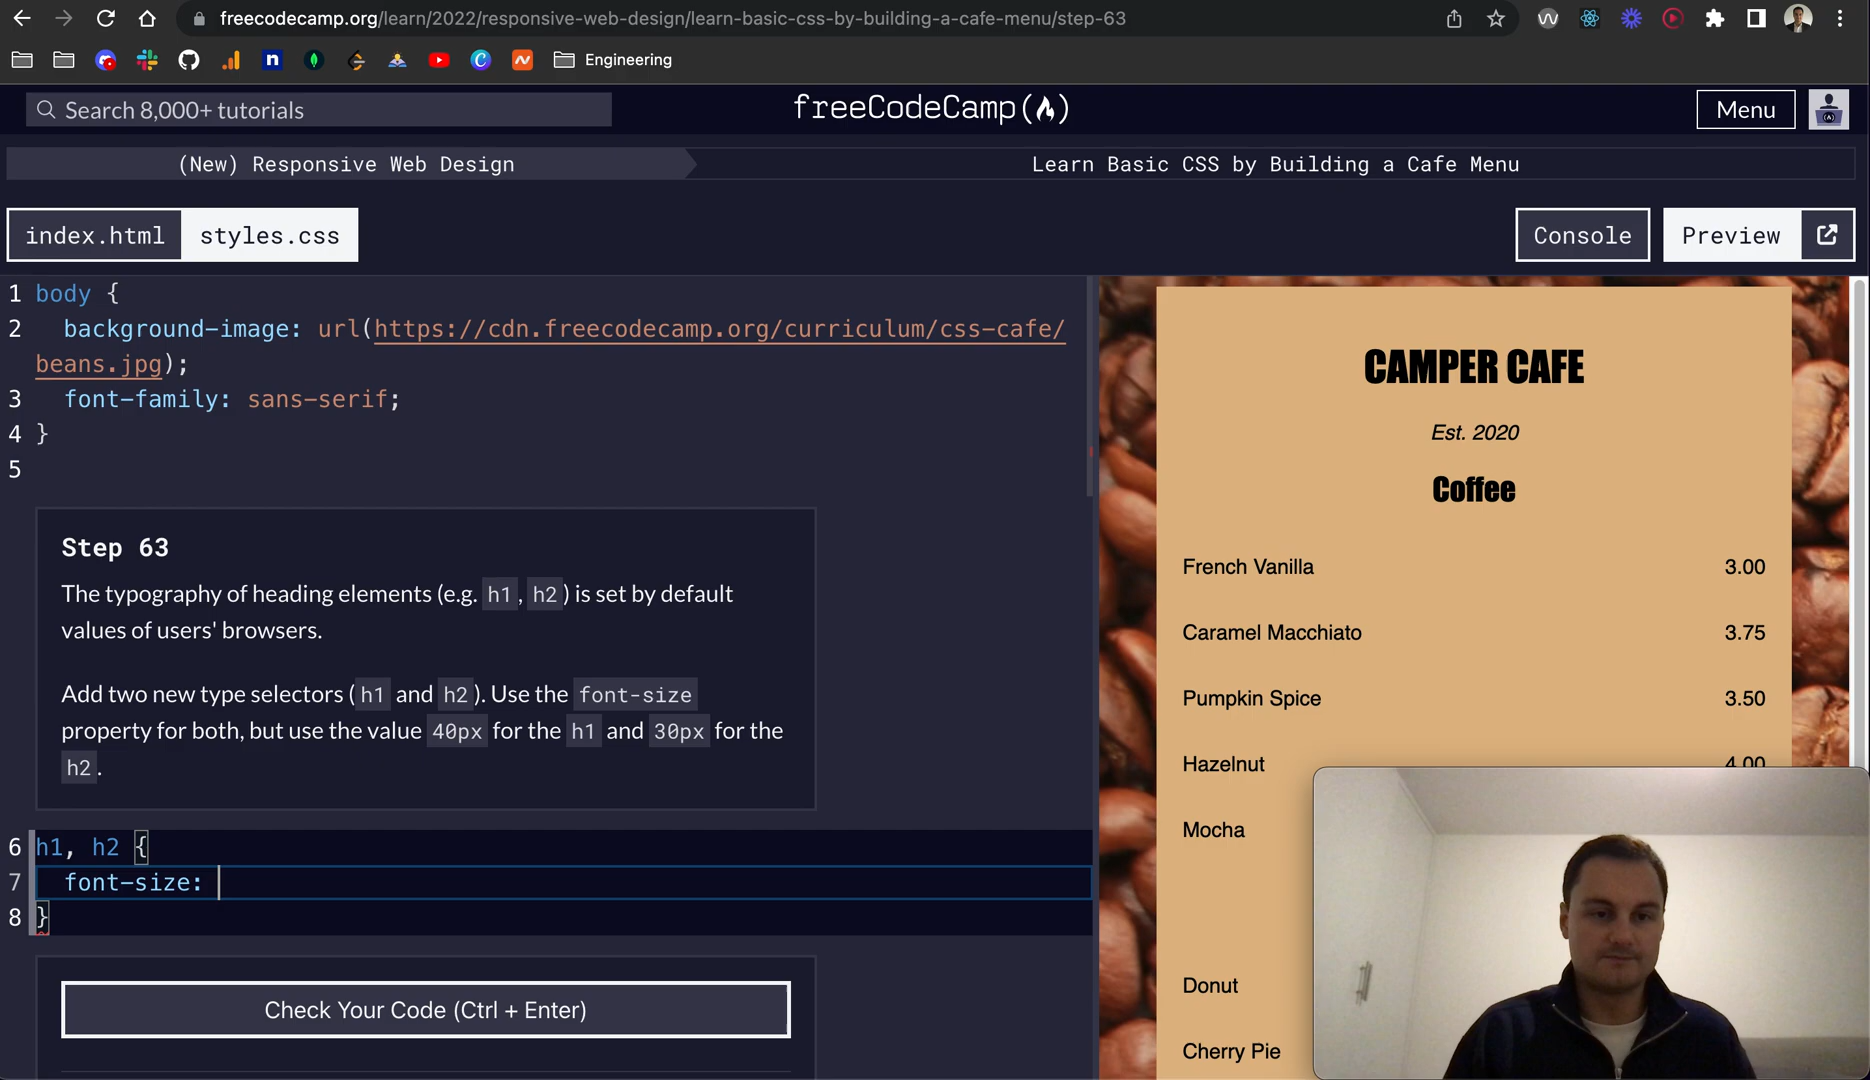 freecodecamp.org/learn/2022/responsive-web-design/learn-basic-css-by-building-a-cafe-menu/step-63
Engineering
Search 8,000+ tutorials
freeCodeCamp
Menu
(New) Responsive Web Design
Learn Basic CSS by Building a Cafe Menu
index.html
styles.css
Console
Preview
1 body {
2 background-image: url(https://cdn.freecodecamp.org/curriculum/css-cafe/
beans.jpg);
3 font-family: sans-serif;
4 }
5
Step 63
The typography of heading elements (e.g. h1, h2) is set by default
values of users' browsers.
Add two new type selectors (h1 and h2). Use the font-size
property for both, but use the value 40px for the h1 and 30px for the
h2.
6 h1, h2 {
7 font-size:
8 }
Check Your Code (Ctrl + Enter)
CAMPER CAFE
Est. 2020
Coffee
French Vanilla 3.00
Caramel Macchiato 3.75
Pumpkin Spice 3.50
Hazelnut 4.00
Mocha
Donut
Cherry Pie